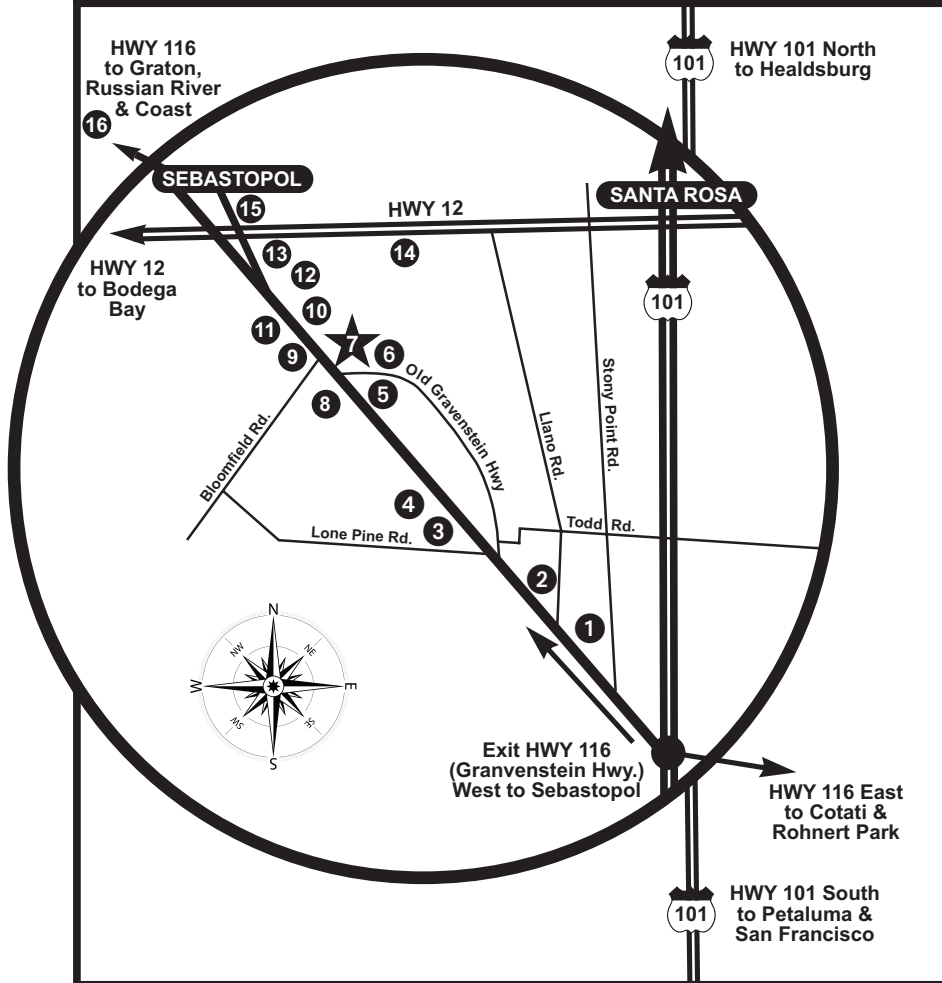 HWY 116
to Graton,
Russian River
& Coast
16
101
HWY 101 North
to Healdsburg
SEBASTOPOL
SANTA ROSA
15
HWY 12
13
14
12
HWY 12
to Bodega
Bay
101
10
11
7
6
9
Old Gravenstein Hwy
5
8
Stony Point Rd.
Llano Rd.
Bloomfield Rd.
4
3
Lone Pine Rd.
Todd Rd.
2
1
N
NW
NE
W
E
SW
SE
S
Exit HWY 116
(Granvenstein Hwy.)
West to Sebastopol
HWY 116 East
to Cotati &
Rohnert Park
101
HWY 101 South
to Petaluma &
San Francisco